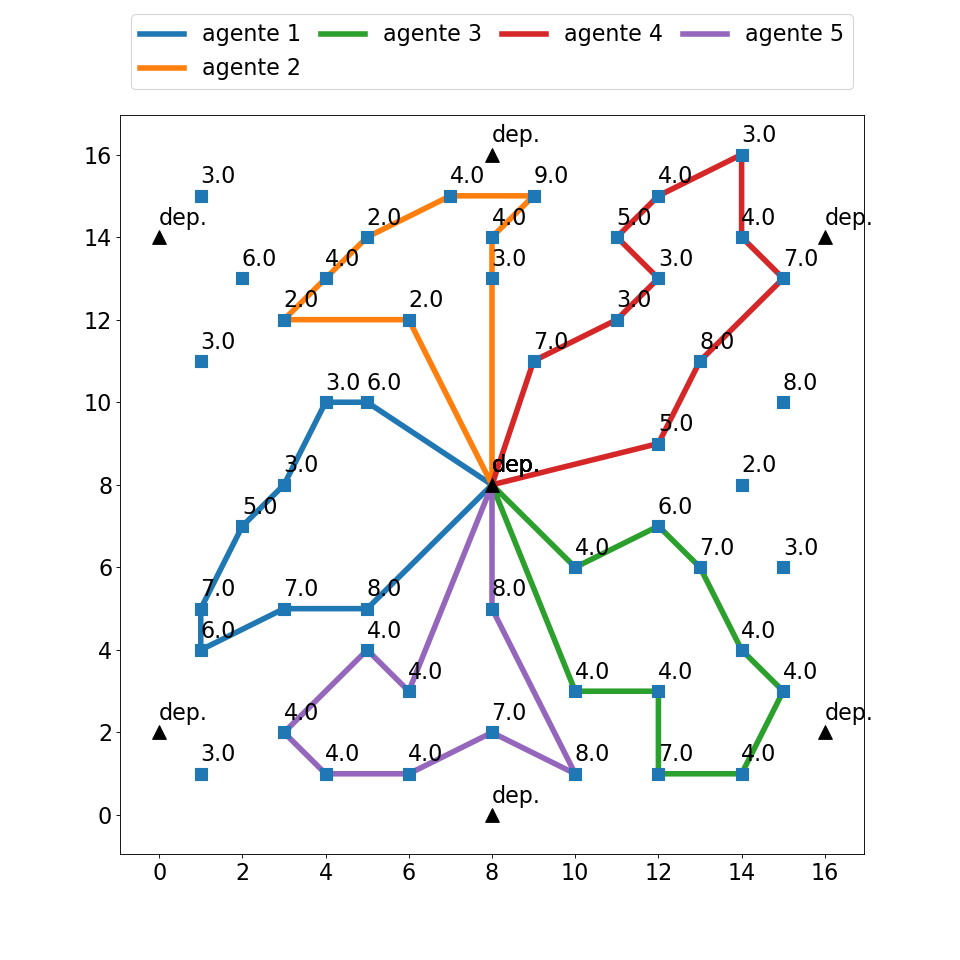 agente 1 agente 3 agente 4 agente 5
agente 2
dep. 3.0
3.0 4.0 9.0 4.0
dep. 2.0 4.0 5.0 4.0 dep.
6.0 4.0 3.0 3.0 7.0
2.0 2.0 3.0
3.0 7.0 8.0
3.0 6.0 8.0
5.0
3.0 dep. 2.0
5.0 6.0
4.0 7.0 3.0
7.0 7.0 8.0 8.0
6.0 4.0 4.0
4.0 4.0 4.0 4.0
dep. 4.0 7.0 dep.
3.0 4.0 4.0 8.0 7.0 4.0
dep.
16
14
12
10
8
6
4
2
0
0 2 4 6 8 10 12 14 16